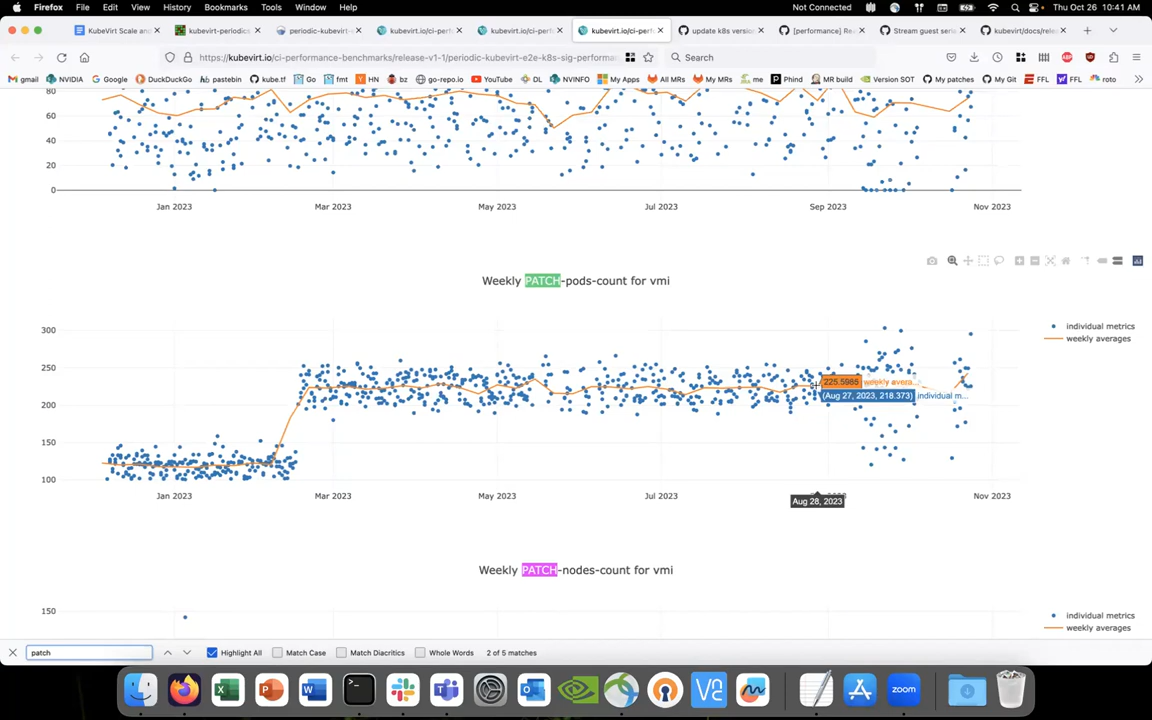 Firefox File Edit View History Bookmarks Tools Window Help Not Connected Thu Oct 26 10:41 AM
KubeVirt Scale and kubevirt-periodics periodic-kubevirt- kubevirt.io/ci-perf kubevirt.io/ci-perf kubevirt.io/ci-perf update k8s version [performance] Re Stream guest seri kubevirt/docs/rele
https://kubevirt.io/ci-performance-benchmarks/release-v1-1/periodic-kubevirt-e2e-k8s-sig-performa Search
gmail NVIDIA Google DuckDuckGo pastebin kube.tf Go FNT HN bz go-repo.io YouTube DL NVINFO My Apps All MRs My MRs me Phind MR build Version SOT My patches My Git FFL FFL roto
80
60
40
20
0
Jan 2023 Mar 2023 May 2023 Jul 2023 Sep 2023 Nov 2023
Weekly PATCH-pods-count for vmi
300
250
200
150
100
individual metrics
weekly averages
225.5985 weekly avera...
(Aug 27, 2023, 218.373) individual m...
Jan 2023 Mar 2023 May 2023 Jul 2023 Nov 2023
Aug 28, 2023
Weekly PATCH-nodes-count for vmi
150
individual metrics
weekly averages
patch Highlight All Match Case Match Diacritics Whole Words 2 of 5 matches
zoom